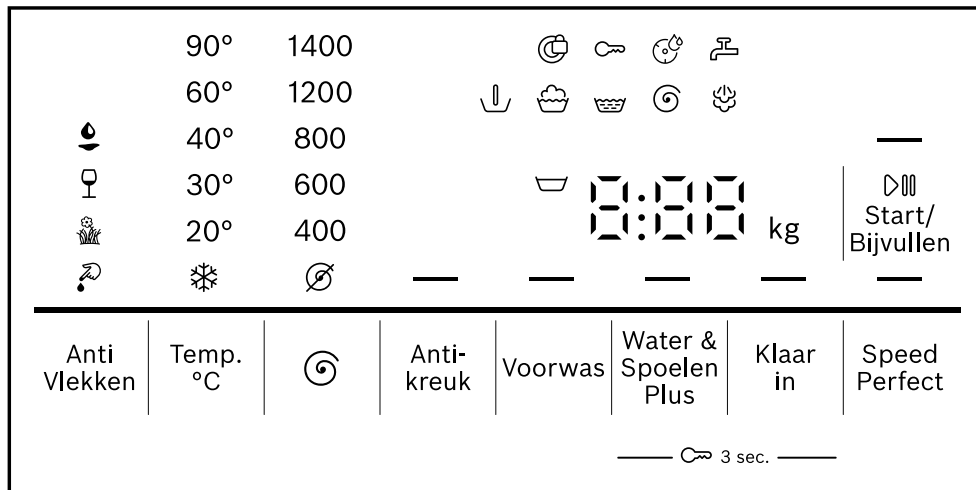 90° 1400
60° 1200
40° 800
30° 600
20° 400
8:88 kg
Start/
Bijvullen
Anti
Vlekken
Temp.
°C
Anti-
kreuk
Voorwas
Water &
Spoelen
Plus
Klaar
in
Speed
Perfect
3 sec.